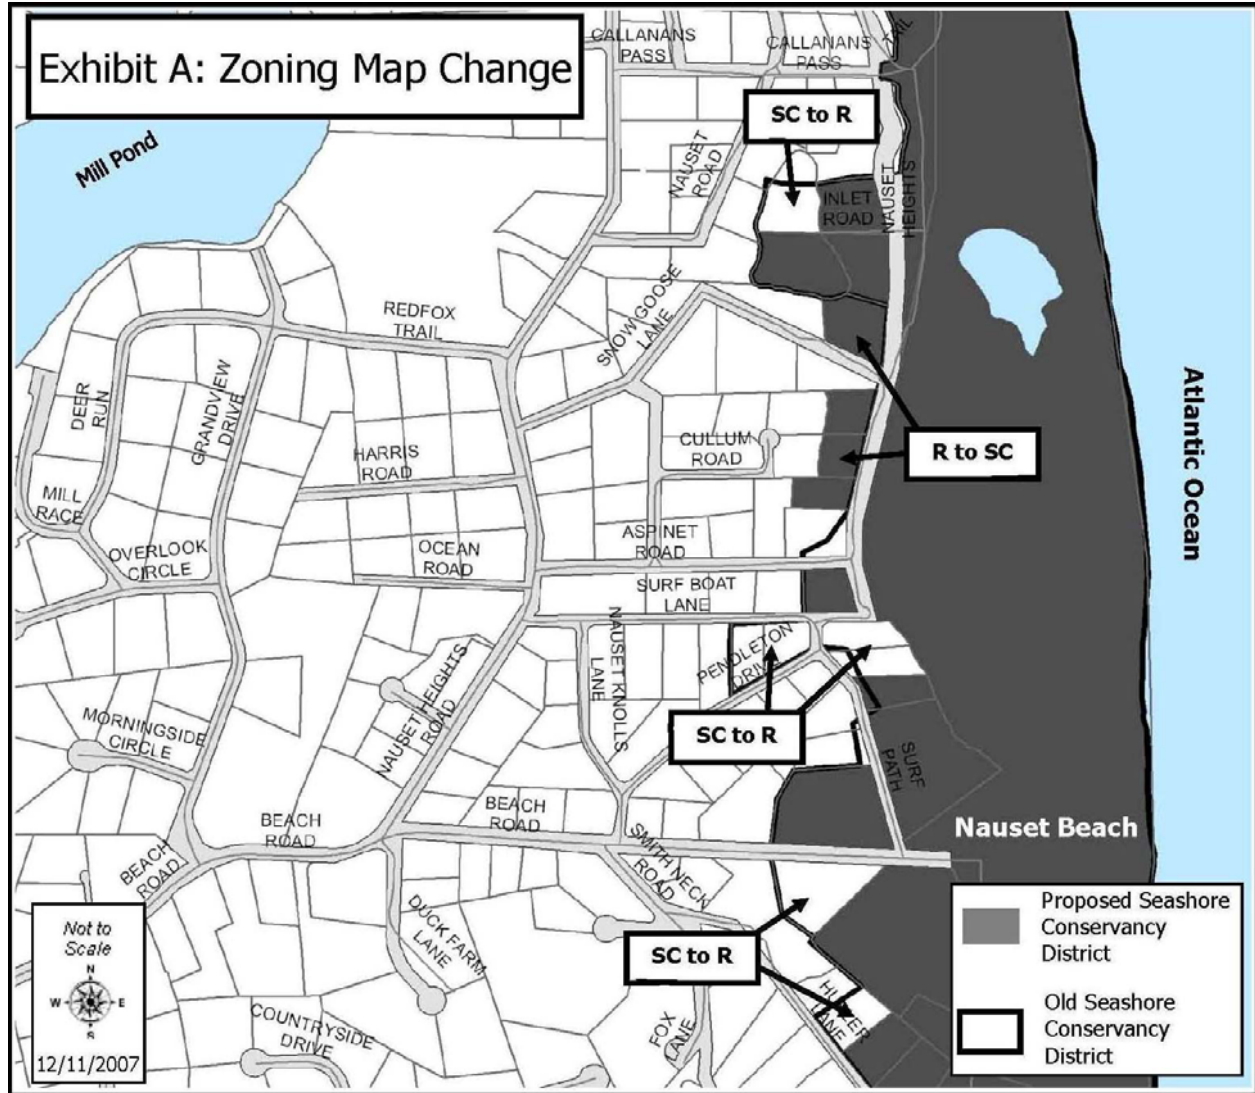 Exhibit A: Zoning Map Change
CALLANANS
PASS
CALLANANS
PASS
TRAIL
Mill Pond
SC to R
NAUSET
ROAD
INLET
ROAD
NAUSET
HEIGHTS
SNOW GOOSE
LANE
REDFOX
TRAIL
DEER
RUN
GRANDVIEW
DRIVE
Atlantic Ocean
HARRIS
ROAD
CULLUM
ROAD
R to SC
MILL
RACE
OVERLOOK
CIRCLE
OCEAN
ROAD
ASPINET
ROAD
SURF BOAT
LANE
NAUSET KNOLLS
LANE
PENDLETON
DRIVE
NAUSET HEIGHTS
ROAD
SC to R
MORNINGSIDE
CIRCLE
SURF
PATH
BEACH
ROAD
BEACH
ROAD
Nauset Beach
BEACH
ROAD
SMITH NECK
ROAD
DUCK FARM
LANE
SC to R
HUNTER
LANE
FOX
LANE
COUNTRYSIDE
DRIVE
Not to
Scale
N
W
E
S
12/11/2007
Proposed Seashore
Conservancy
District
Old Seashore
Conservancy
District